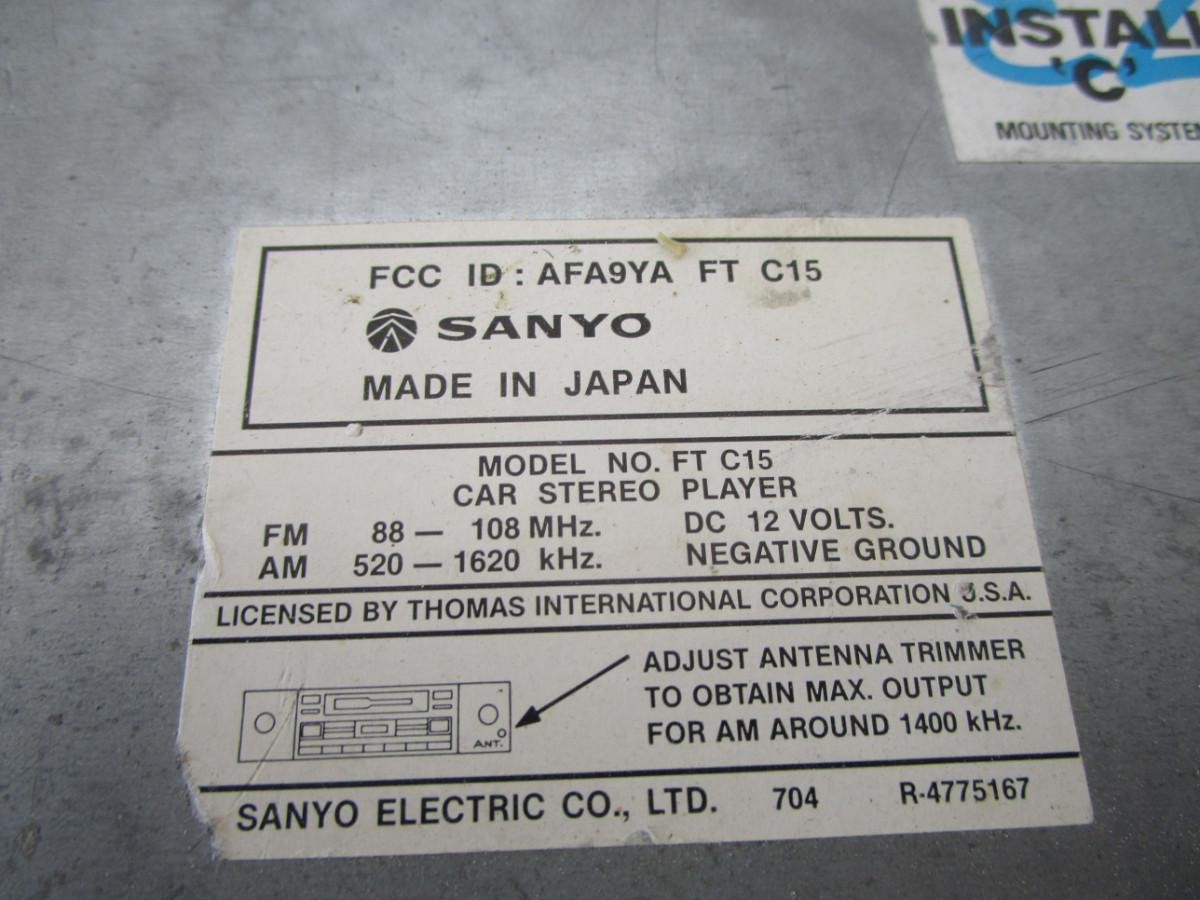 INSTALL
'C'
MOUNTING SYSTEM
FCC ID : AFA9YA FT C15
SANYO
MADE IN JAPAN
MODEL NO. FT C15
CAR STEREO PLAYER
FM 88 — 108 MHz. DC 12 VOLTS.
AM 520 — 1620 kHz. NEGATIVE GROUND
LICENSED BY THOMAS INTERNATIONAL CORPORATION U.S.A.
ADJUST ANTENNA TRIMMER
TO OBTAIN MAX. OUTPUT
FOR AM AROUND 1400 kHz.
ANT.
SANYO ELECTRIC CO., LTD. 704 R-4775167